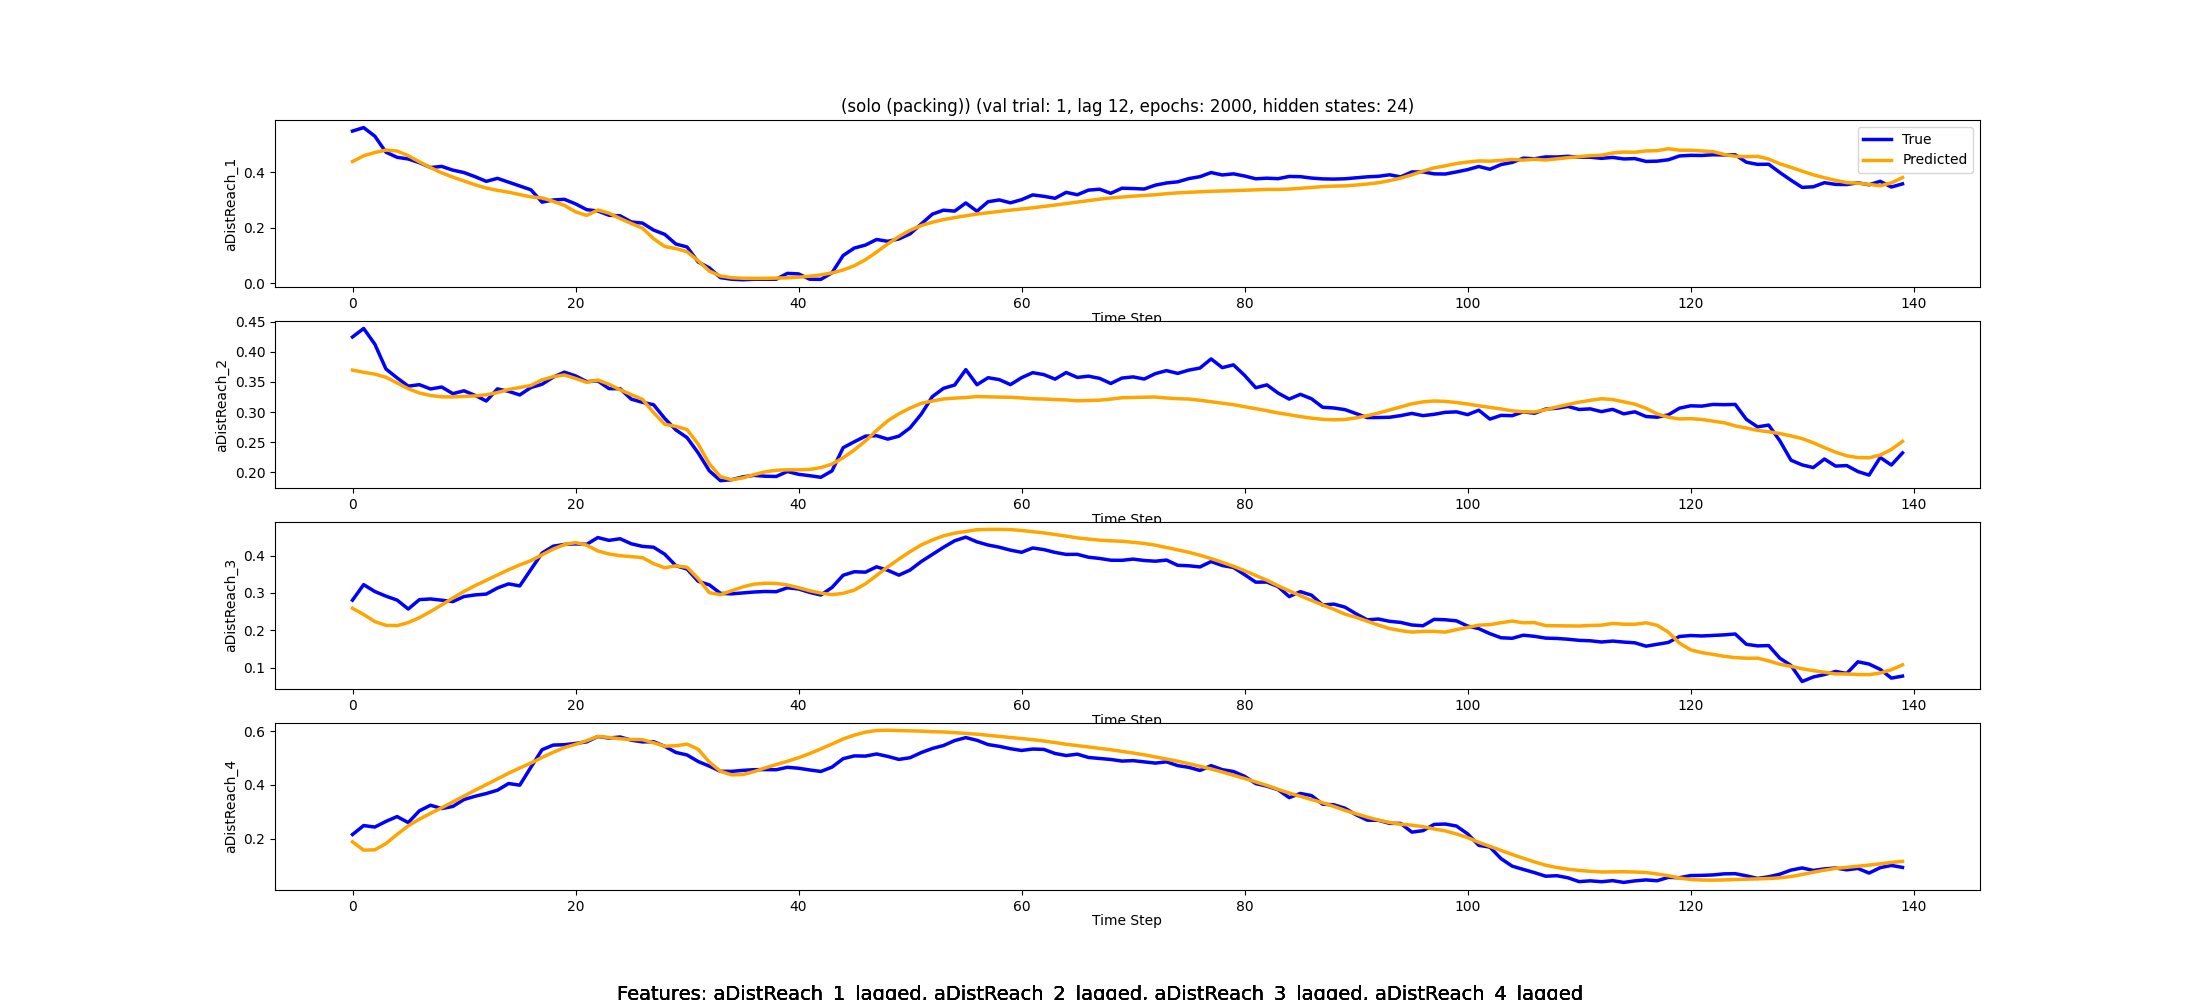 (solo (packing)) (val trial: 1, lag 12, epochs: 2000, hidden states: 24)
True
Predicted
aDistReach_1
0.4
0.2
0.0
0 20 40 60 80 100 120 140
Time Step
aDistReach_2
0.45
0.40
0.35
0.30
0.25
0.20
0 20 40 60 80 100 120 140
Time Step
aDistReach_3
0.4
0.3
0.2
0.1
0 20 40 60 80 100 120 140
Time Step
aDistReach_4
0.6
0.4
0.2
0 20 40 60 80 100 120 140
Time Step
Features: aDistReach_1_lagged, aDistReach_2_lagged, aDistReach_3_lagged, aDistReach_4_lagged